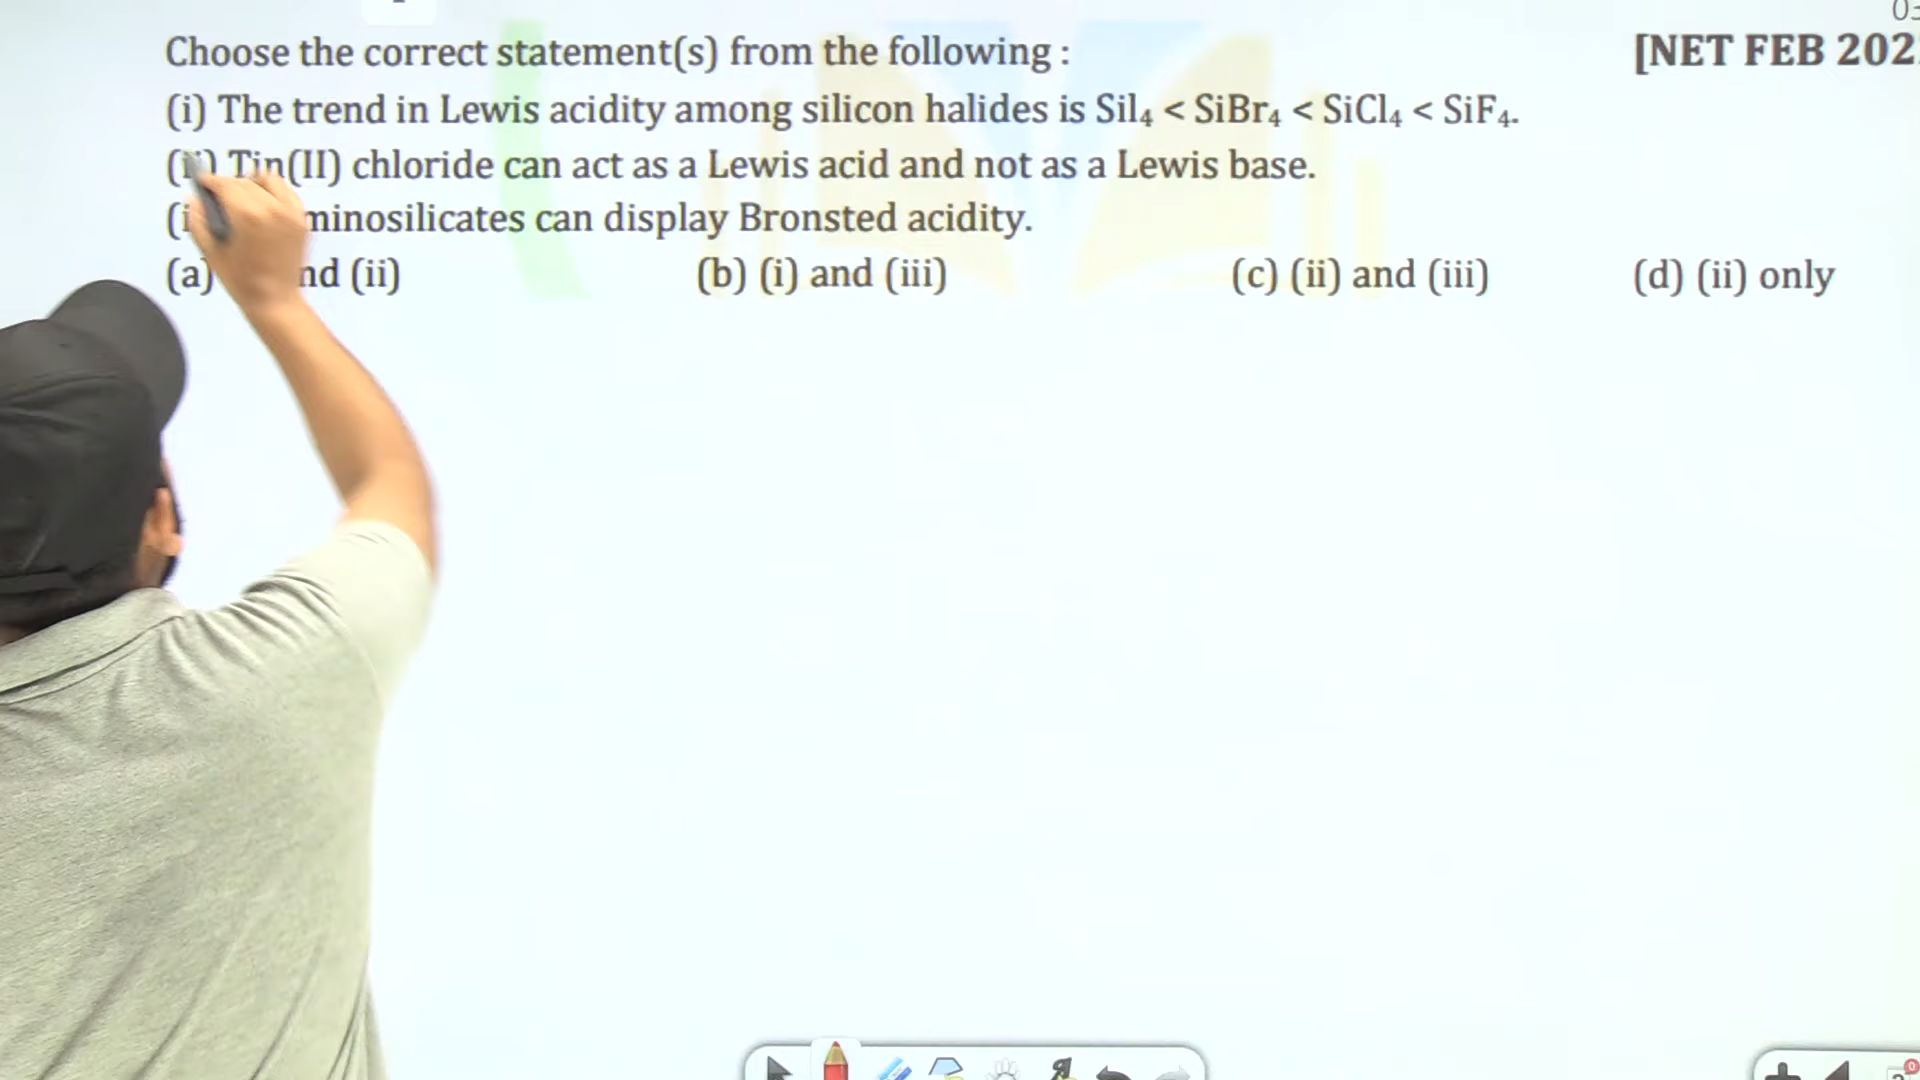 Choose the correct statement(s) from the following :
[NET FEB 202
(i) The trend in Lewis acidity among silicon halides is Sil₄ < SiBr₄ < SiCl₄ < SiF₄.
(ii) Tin(II) chloride can act as a Lewis acid and not as a Lewis base.
minosilicates can display Bronsted acidity.
(a) nd (ii)
(b) (i) and (iii)
(c) (ii) and (iii)
(d) (ii) only